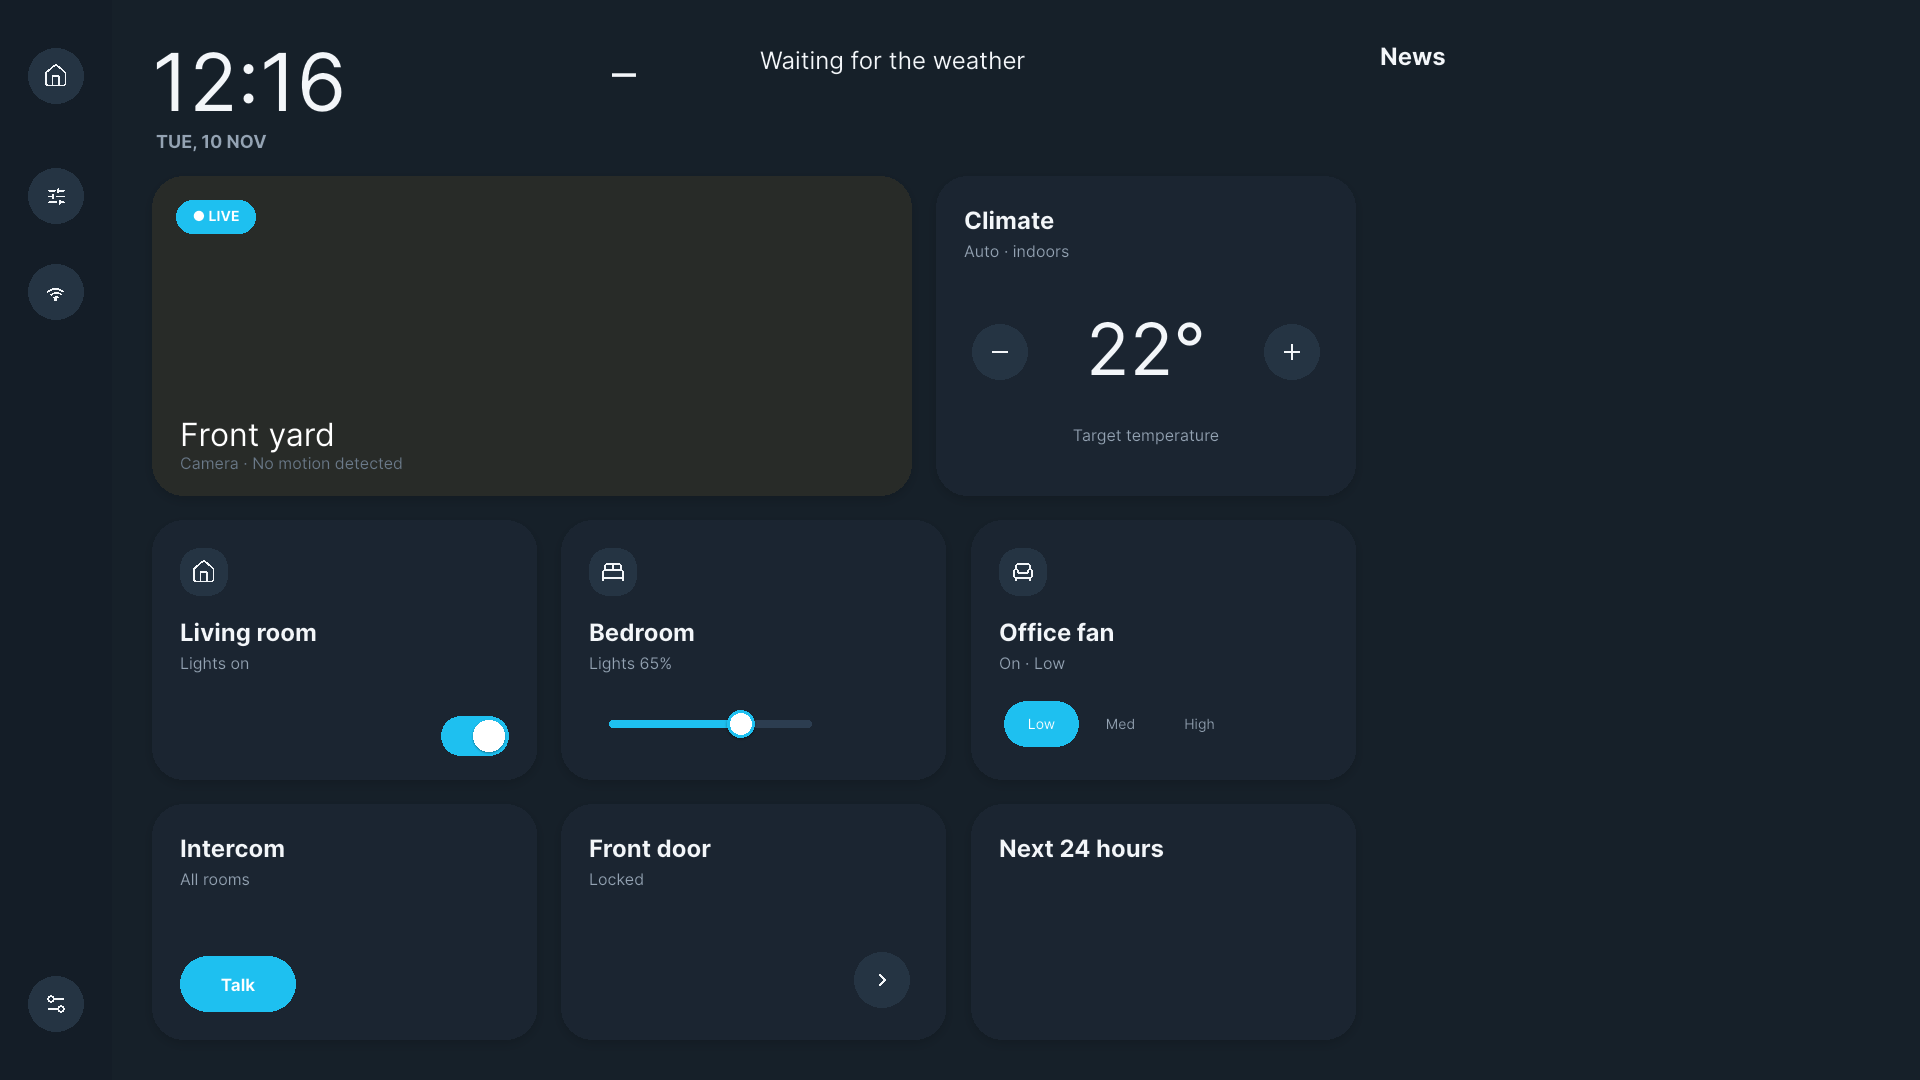 12:16
TUE, 10 NOV
–
Waiting for the weather
News
LIVE
Front yard
Camera · No motion detected
Climate
Auto · indoors
22°
Target temperature
Living room
Lights on
Bedroom
Lights 65%
Office fan
On · Low
Low
Med
High
Intercom
All rooms
Talk
Front door
Locked
Next 24 hours